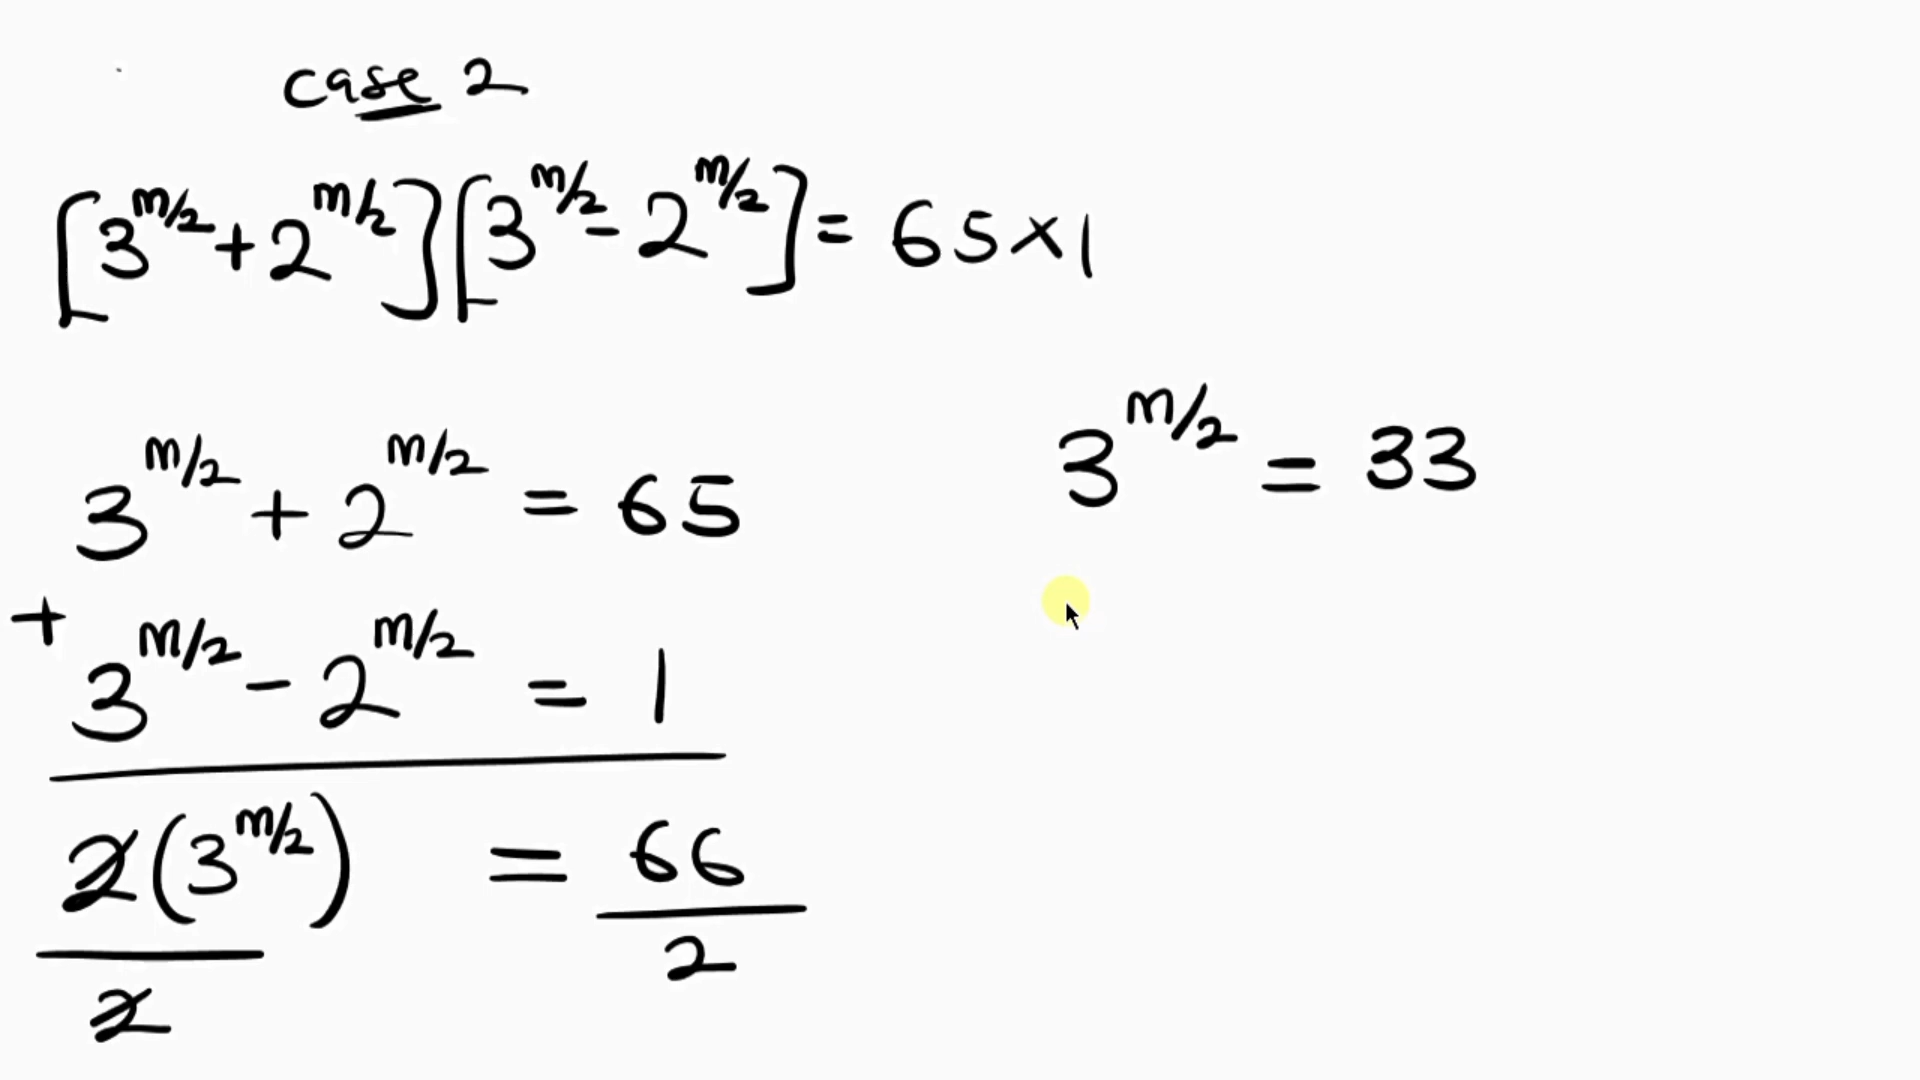 case 2
[3^{m/2} + 2^{m/2}] [3^{m/2} - 2^{m/2}] = 65 × 1
3^{m/2} + 2^{m/2} = 65
+ 3^{m/2} - 2^{m/2} = 1
2(3^{m/2}) / 2 = 66 / 2
3^{m/2} = 33